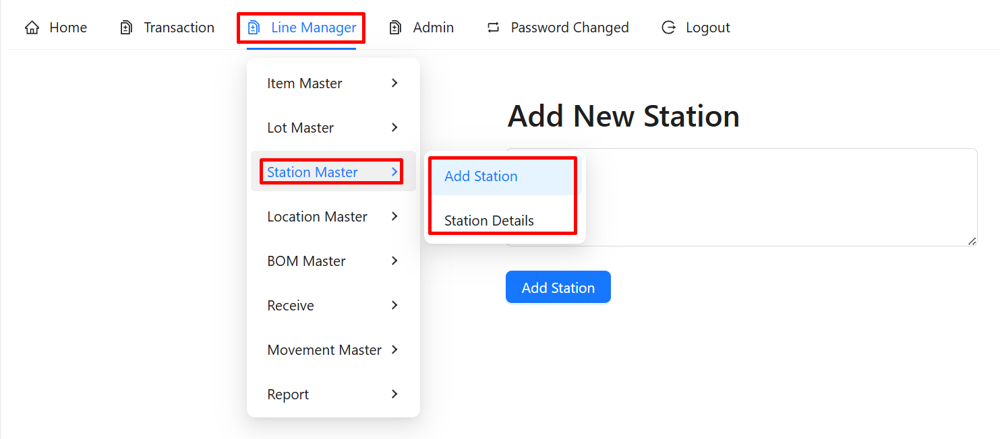 Home Transaction Line Manager Admin Password Changed Logout
Item Master
Lot Master
Station Master
Location Master
BOM Master
Receive
Movement Master
Report
Add Station
Station Details
Add New Station
Add Station